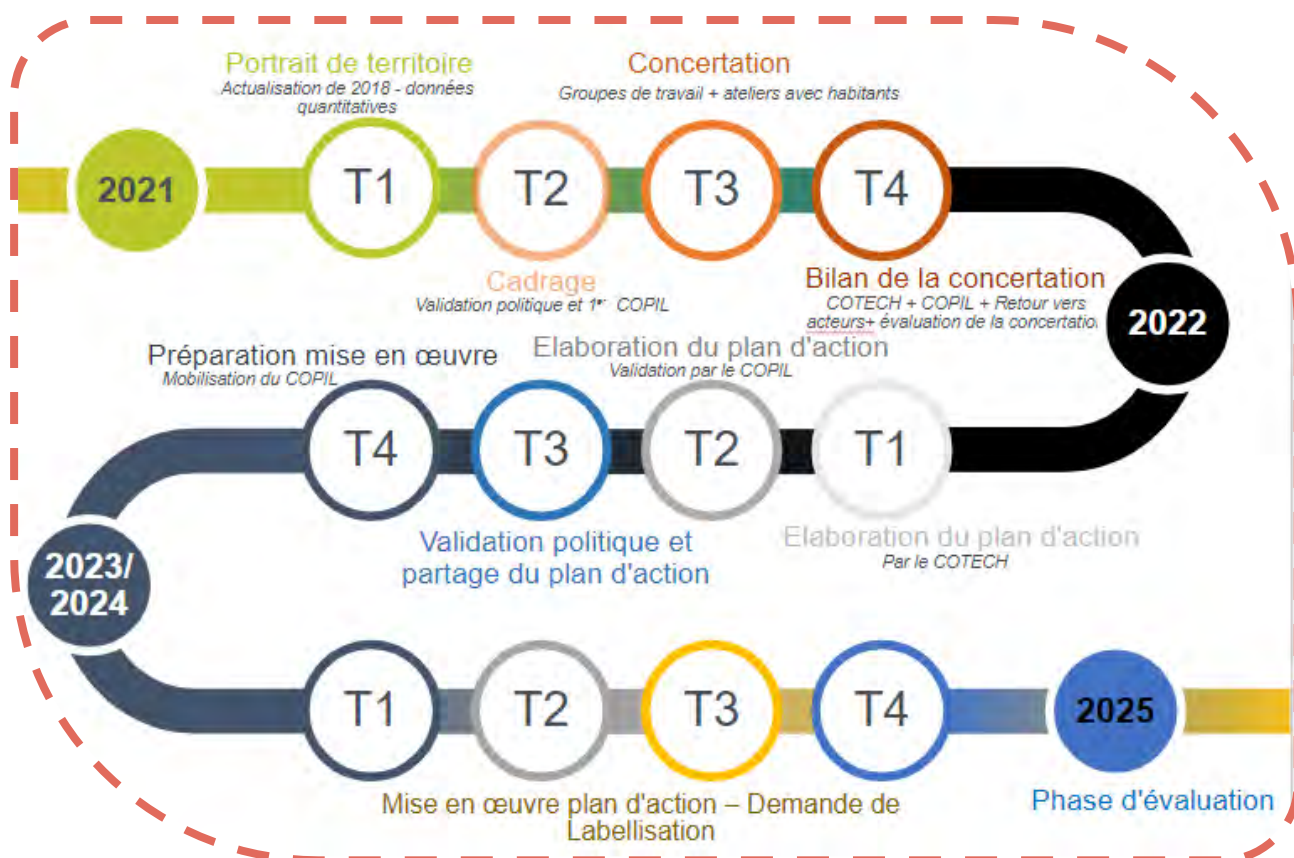 Portrait de territoire
Actualisation de 2018 - données
quantitatives
Concertation
Groupes de travail + ateliers avec habitants
2021
T1
T2
T3
T4
Cadrage
Validation politique et 1er COPIL
Bilan de la concertation
COTECH + COPIL + Retour vers
acteurs+ évaluation de la concertatio
2022
Préparation mise en œuvre
Mobilisation du COPIL
Elaboration du plan d'action
Validation par le COPIL
T4
T3
T2
T1
Validation politique et
partage du plan d'action
Elaboration du plan d'action
Par le COTECH
2023/
2024
T1
T2
T3
T4
2025
Mise en œuvre plan d'action – Demande de
Labellisation
Phase d'évaluation